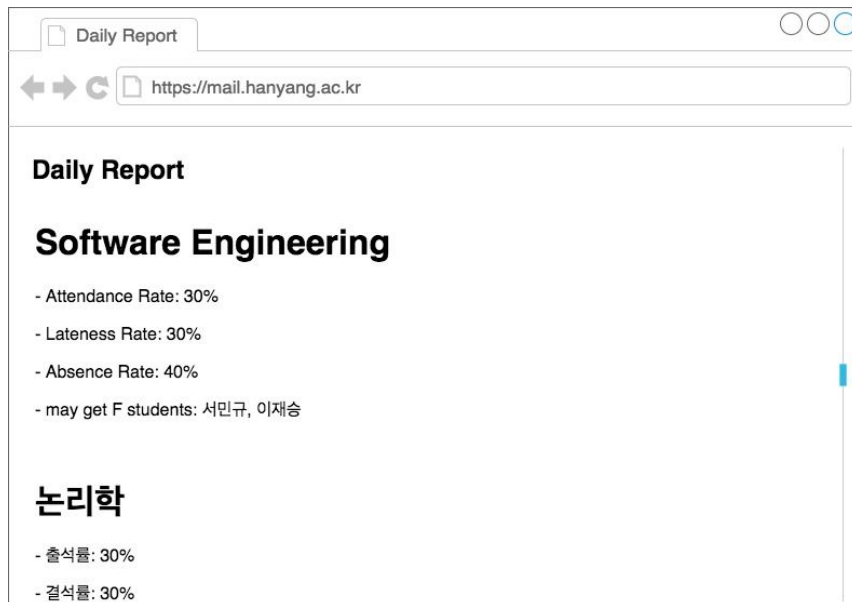 Daily Report
https://mail.hanyang.ac.kr
Daily Report
Software Engineering
- Attendance Rate: 30%
- Lateness Rate: 30%
- Absence Rate: 40%
- may get F students: 서민규, 이재승
논리학
- 출석률: 30%
- 결석률: 30%